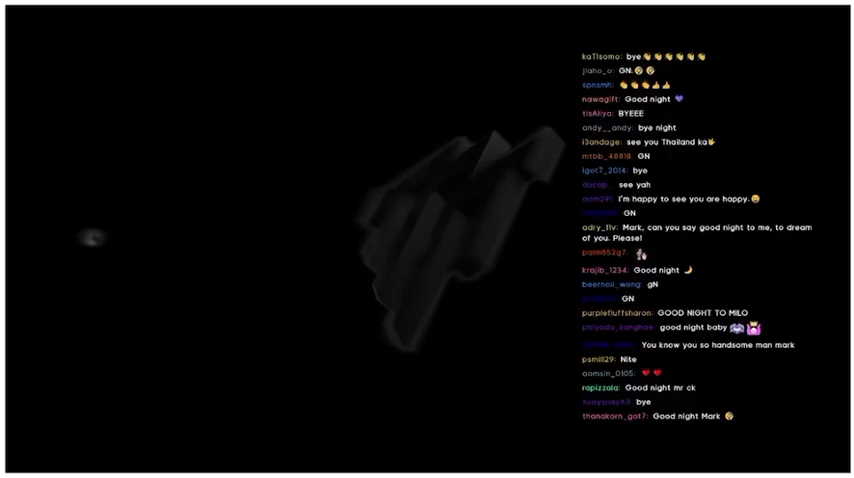 kaTIsomo: bye👏👏👏👏👏👏
jiaho_o: GN.
spnsmh: 👏👏👏👍👍
nawagift: Good night 💜
tisAliya: BYEEE
andy__andy: bye night
i3andage: see you Thailand ka
mtbb_48818: GN
igot7_2014: bye
see yah
I'm happy to see you are happy.
GN
adry_11v: Mark, can you say good night to me, to dream
of you. Please!
palm852g7:
krajib_1234: Good night 🌙
beernoii_wong: gN
GN
purplefluffsharon: GOOD NIGHT TO MILO
good night baby
You know you so handsome man mark
psmill29: Nite
aomsin_0105: ❤️ ❤️
rapizzala: Good night mr ck
bye
thanakorn_got7: Good night Mark